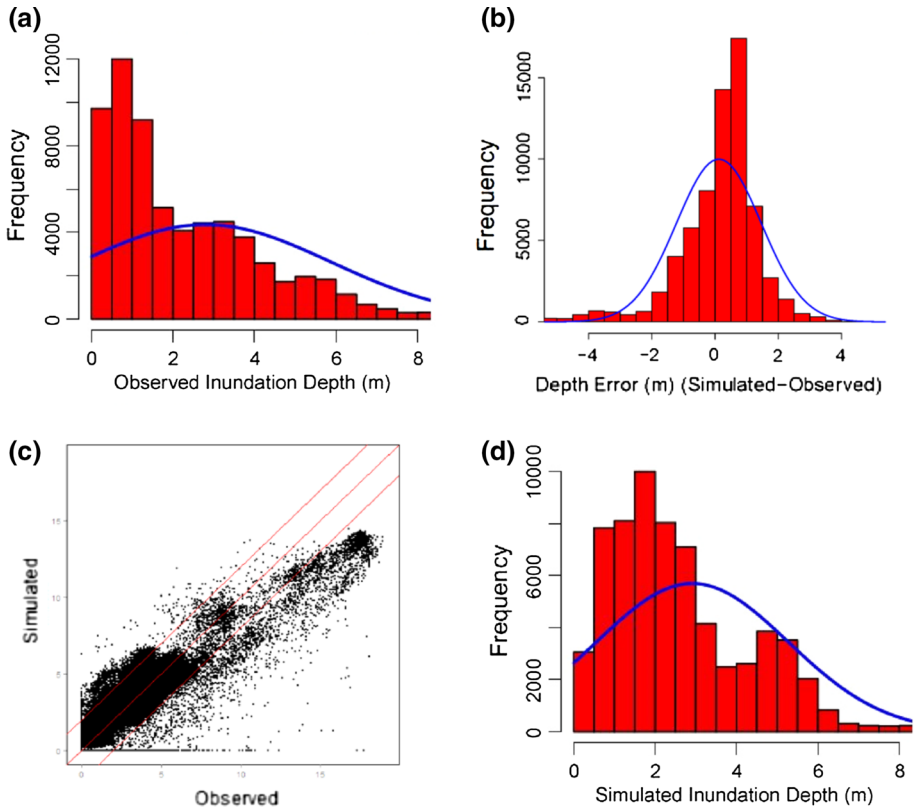 (a)
Frequency
0 4000 8000 12000
0 2 4 6 8
Observed Inundation Depth (m)
(b)
Frequency
0 5000 10000 15000
−4 −2 0 2 4
Depth Error (m) (Simulated−Observed)
(c)
Simulated
0 5 10 15
0 5 10 15
Observed
(d)
Frequency
0 2000 6000 10000
0 2 4 6 8
Simulated Inundation Depth (m)